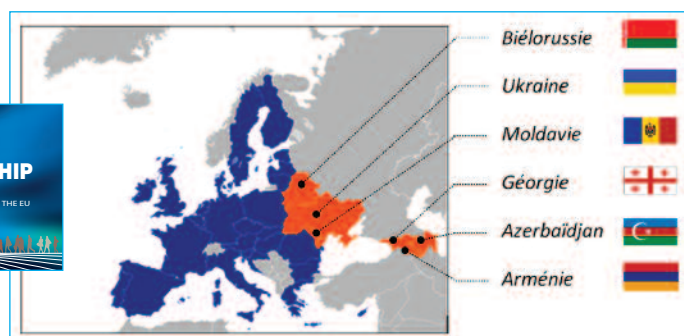 HIP
THE EU
Biélorussie
Ukraine
Moldavie
Géorgie
Azerbaïdjan
Arménie